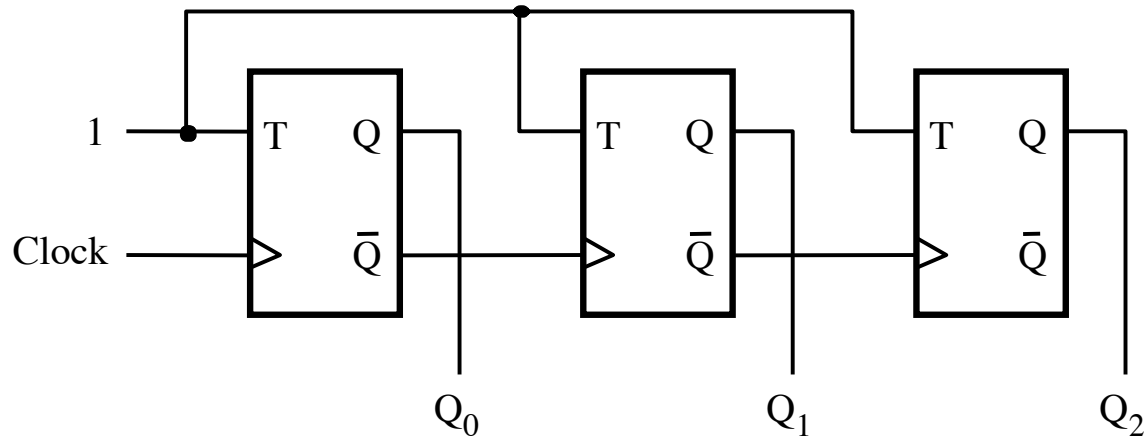 1 T Q T Q T Q
Clock Q̅ Q̅ Q̅
Q₀ Q₁ Q₂